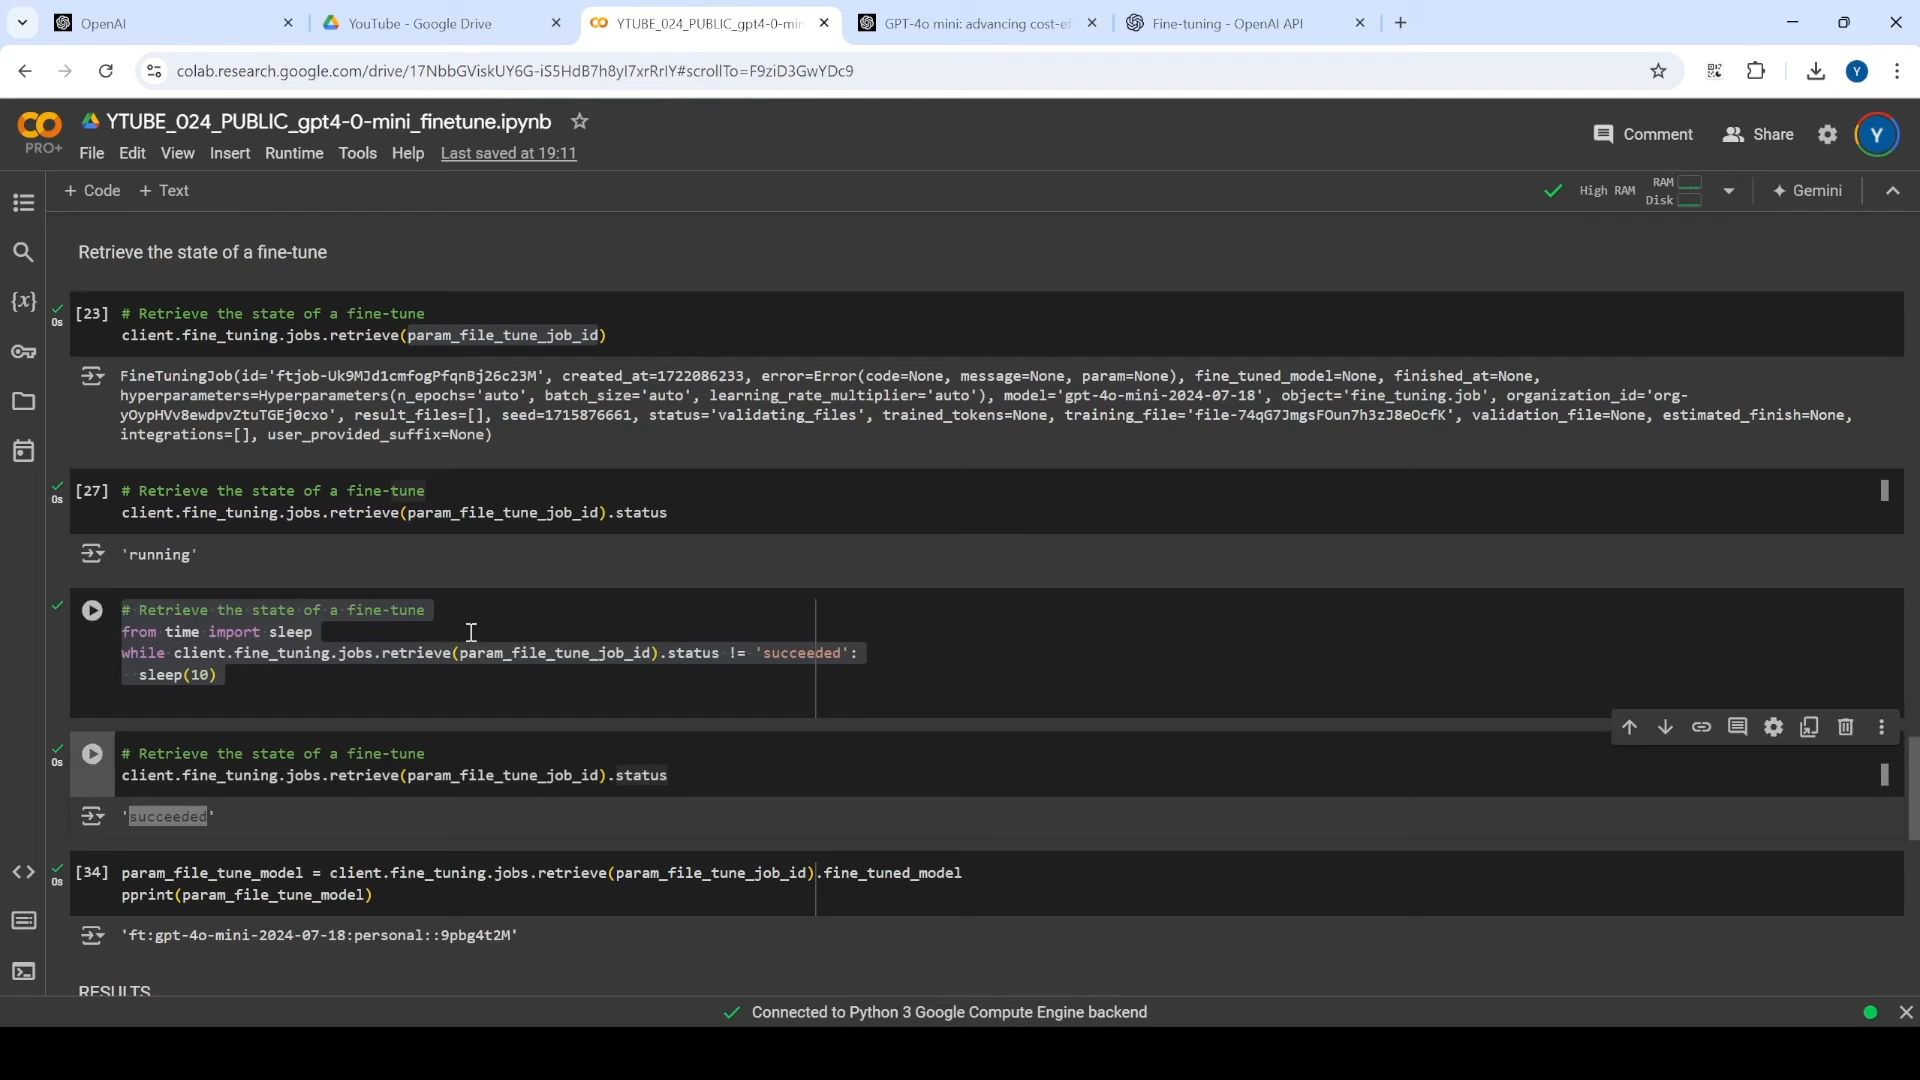 OpenAI
YouTube - Google Drive
YTUBE_024_PUBLIC_gpt4-0-min
GPT-4o mini: advancing cost-ef
Fine-tuning - OpenAI API
colab.research.google.com/drive/17NbbGViskUY6G-iS5HdB7h8yl7xrRrIY#scrollTo=F9ziD3GwYDc9
Y
PRO+
YTUBE_024_PUBLIC_gpt4-0-mini_finetune.ipynb
File Edit View Insert Runtime Tools Help Last saved at 19:11
Comment
Share
Y
+ Code + Text
High RAM
RAM
Disk
Gemini
Retrieve the state of a fine-tune
0s
[23] # Retrieve the state of a fine-tune
client.fine_tuning.jobs.retrieve(param_file_tune_job_id)
FineTuningJob(id='ftjob-Uk9MJd1cmfogPfqnBj26c23M', created_at=1722086233, error=Error(code=None, message=None, param=None), fine_tuned_model=None, finished_at=None,
hyperparameters=Hyperparameters(n_epochs='auto', batch_size='auto', learning_rate_multiplier='auto'), model='gpt-4o-mini-2024-07-18', object='fine_tuning.job', organization_id='org-
yOypHVv8ewdpvZtuTGEj0cxo', result_files=[], seed=1715876661, status='validating_files', trained_tokens=None, training_file='file-74qG7JmgsFOun7h3zJ8eOcfK', validation_file=None, estimated_finish=None,
integrations=[], user_provided_suffix=None)
0s
[27] # Retrieve the state of a fine-tune
client.fine_tuning.jobs.retrieve(param_file_tune_job_id).status
'running'
# Retrieve the state of a fine-tune
from time import sleep
while client.fine_tuning.jobs.retrieve(param_file_tune_job_id).status != 'succeeded':
sleep(10)
0s
# Retrieve the state of a fine-tune
client.fine_tuning.jobs.retrieve(param_file_tune_job_id).status
'succeeded'
0s
[34] param_file_tune_model = client.fine_tuning.jobs.retrieve(param_file_tune_job_id).fine_tuned_model
pprint(param_file_tune_model)
'ft:gpt-4o-mini-2024-07-18:personal::9pbg4t2M'
RESULTS
Connected to Python 3 Google Compute Engine backend